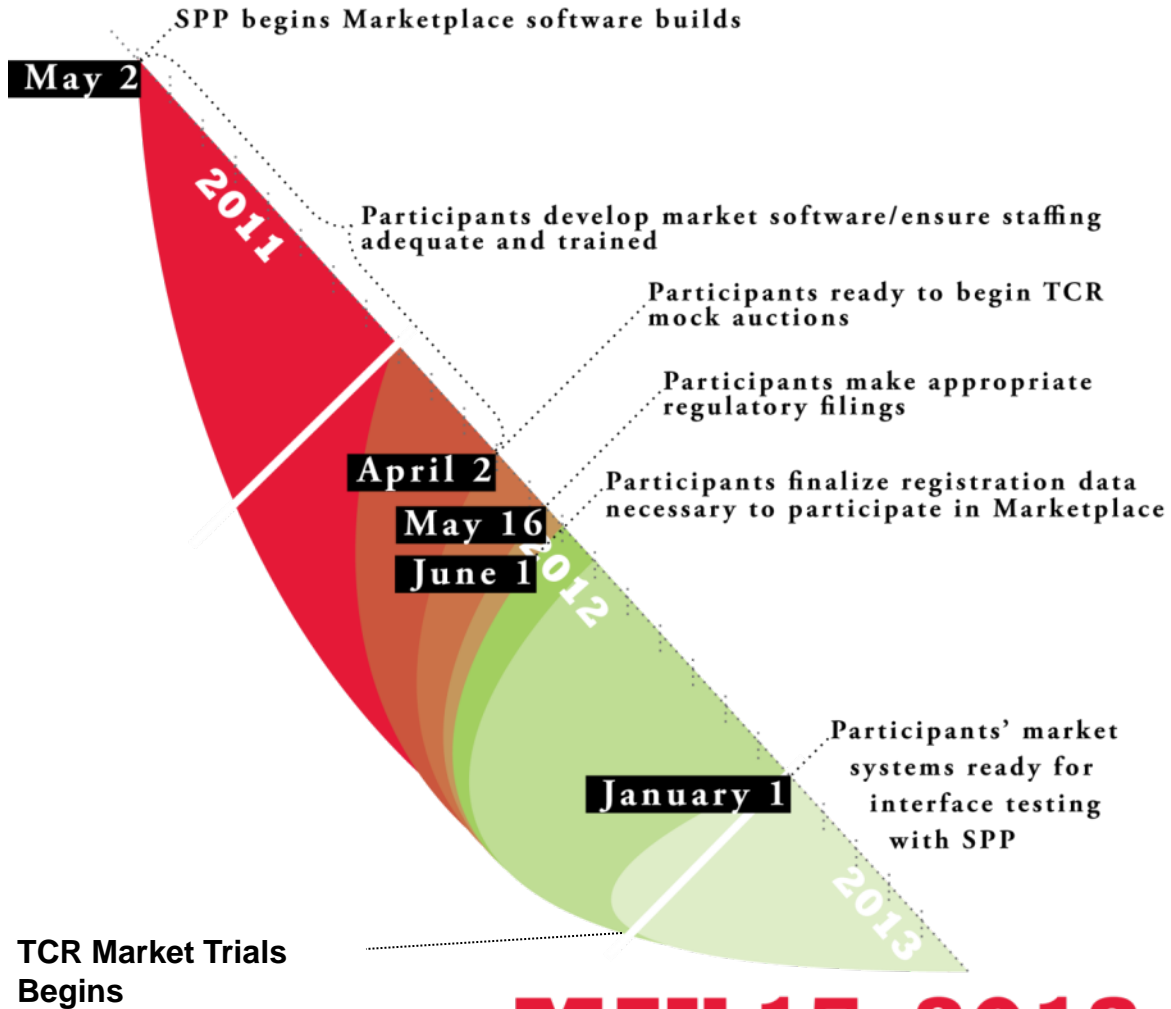 SPP begins Marketplace software builds
May 2
2011
Participants develop market software/ensure staffing
adequate and trained
Participants ready to begin TCR
mock auctions
Participants make appropriate
regulatory filings
April 2
Participants finalize registration data
necessary to participate in Marketplace
May 16
June 1
2012
Participants' market
systems ready for
interface testing
with SPP
January 1
2013
TCR Market Trials
Begins